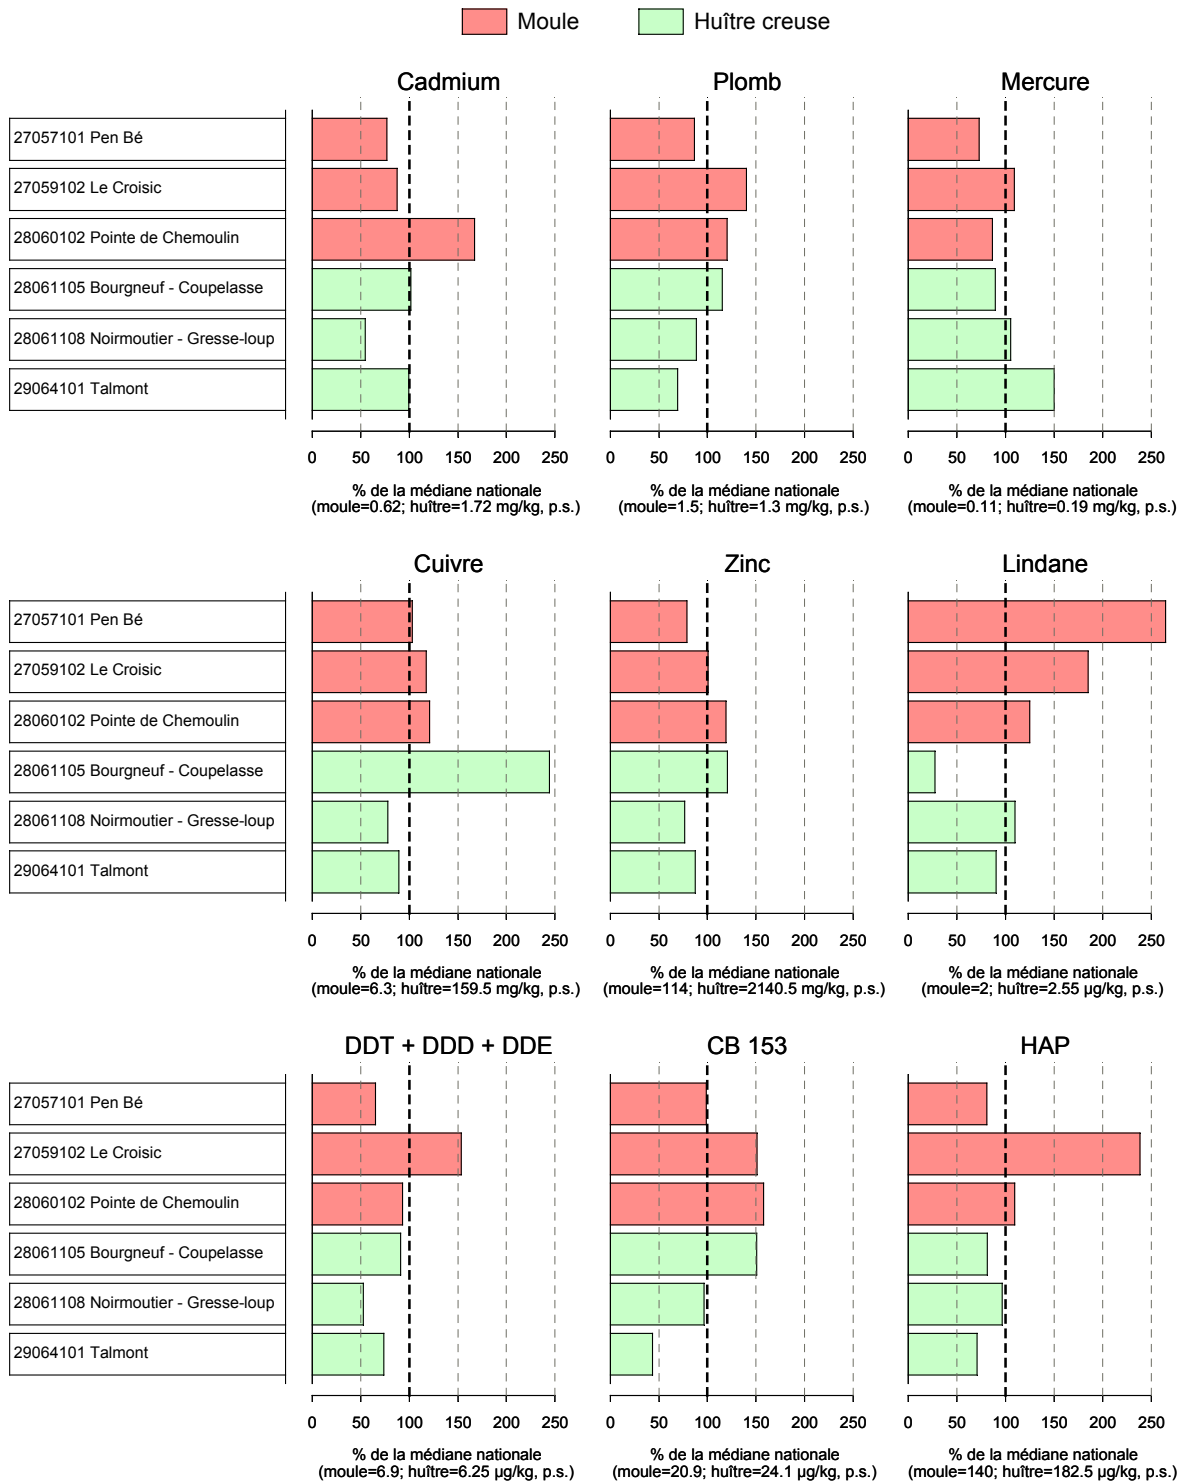 Moule
Huître creuse
Cadmium
Plomb
Mercure
27057101 Pen Bé
27059102 Le Croisic
28060102 Pointe de Chemoulin
28061105 Bourgneuf - Coupelasse
28061108 Noirmoutier - Gresse-loup
29064101 Talmont
0 50 100 150 200 250
0 50 100 150 200 250
0 50 100 150 200 250
% de la médiane nationale
(moule=0.62; huître=1.72 mg/kg, p.s.)
% de la médiane nationale
(moule=1.5; huître=1.3 mg/kg, p.s.)
% de la médiane nationale
(moule=0.11; huître=0.19 mg/kg, p.s.)
Cuivre
Zinc
Lindane
27057101 Pen Bé
27059102 Le Croisic
28060102 Pointe de Chemoulin
28061105 Bourgneuf - Coupelasse
28061108 Noirmoutier - Gresse-loup
29064101 Talmont
0 50 100 150 200 250
0 50 100 150 200 250
0 50 100 150 200 250
% de la médiane nationale
(moule=6.3; huître=159.5 mg/kg, p.s.)
% de la médiane nationale
(moule=114; huître=2140.5 mg/kg, p.s.)
% de la médiane nationale
(moule=2; huître=2.55 µg/kg, p.s.)
DDT + DDD + DDE
CB 153
HAP
27057101 Pen Bé
27059102 Le Croisic
28060102 Pointe de Chemoulin
28061105 Bourgneuf - Coupelasse
28061108 Noirmoutier - Gresse-loup
29064101 Talmont
0 50 100 150 200 250
0 50 100 150 200 250
0 50 100 150 200 250
% de la médiane nationale
(moule=6.9; huître=6.25 µg/kg, p.s.)
% de la médiane nationale
(moule=20.9; huître=24.1 µg/kg, p.s.)
% de la médiane nationale
(moule=140; huître=182.5 µg/kg, p.s.)